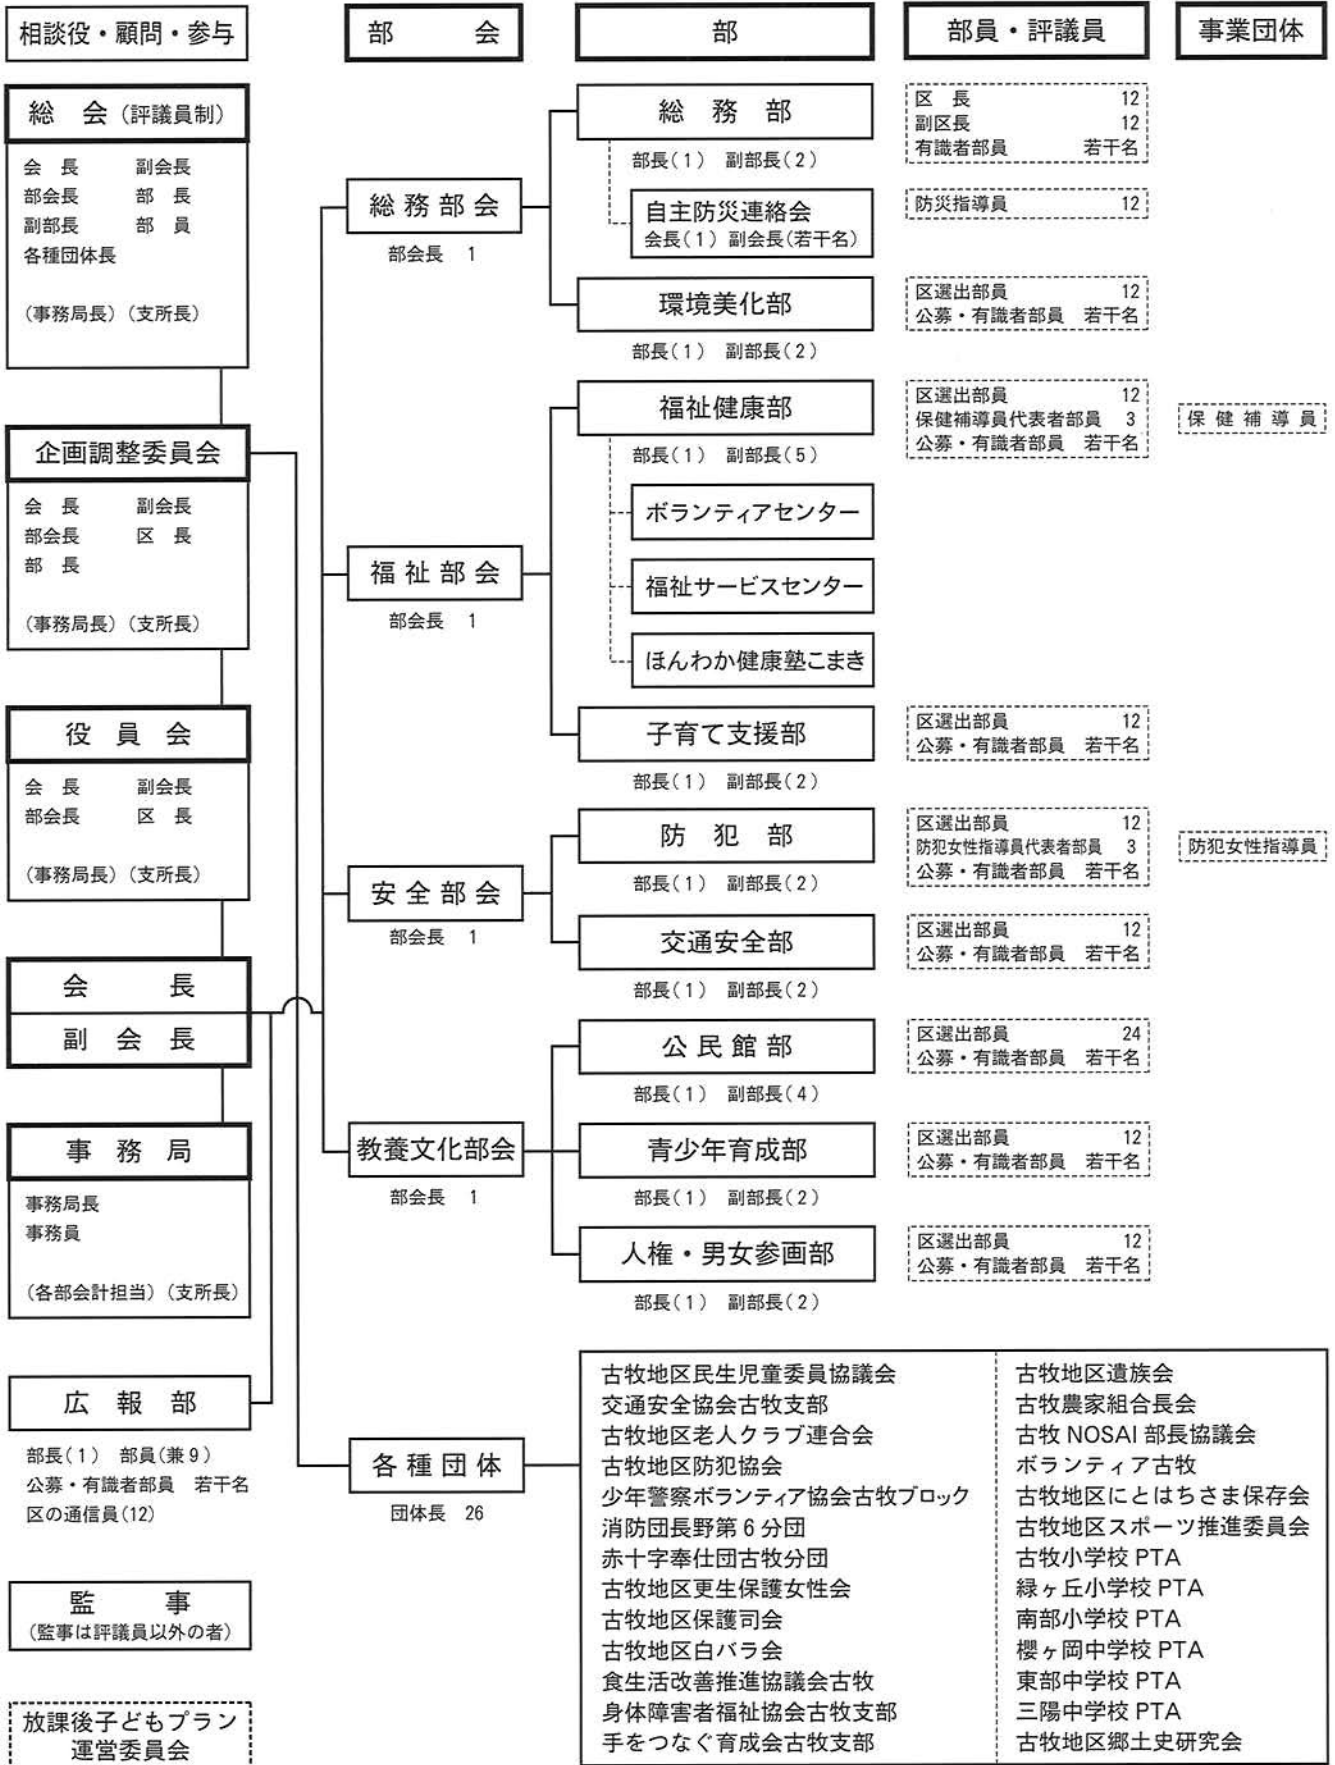 相談役・顧問・参与
部　会
部
部員・評議員
事業団体
総　会（評議員制）
会　長　副会長
部会長　部　長
副部長　部　員
各種団体長
（事務局長）（支所長）
企画調整委員会
会　長　副会長
部会長　区　長
部　長
（事務局長）（支所長）
役　員　会
会　長　副会長
部会長　区　長
（事務局長）（支所長）
会　長
副　会　長
事　務　局
事務局長
事務員
（各部会計担当）（支所長）
広　報　部
部長（1）　部員（兼9）
公募・有識者部員　若干名
区の通信員（12）
監　事
（監事は評議員以外の者）
放課後子どもプラン
運営委員会
総務部会
部会長　1
総　務　部
部長（1）　副部長（2）
区　長　12
副区長　12
有識者部員　若干名
自主防災連絡会
会長（1）副会長（若干名）
防災指導員　12
環境美化部
部長（1）　副部長（2）
区選出部員　12
公募・有識者部員　若干名
福祉部会
部会長　1
福祉健康部
部長（1）　副部長（5）
区選出部員　12
保健補導員代表者部員　3
公募・有識者部員　若干名
保健補導員
ボランティアセンター
福祉サービスセンター
ほんわか健康塾こまき
子育て支援部
部長（1）　副部長（2）
区選出部員　12
公募・有識者部員　若干名
安全部会
部会長　1
防　犯　部
部長（1）　副部長（2）
区選出部員　12
防犯女性指導員代表者部員　3
公募・有識者部員　若干名
防犯女性指導員
交通安全部
部長（1）　副部長（2）
区選出部員　12
公募・有識者部員　若干名
教養文化部会
部会長　1
公民館部
部長（1）　副部長（4）
区選出部員　24
公募・有識者部員　若干名
青少年育成部
部長（1）　副部長（2）
区選出部員　12
公募・有識者部員　若干名
人権・男女参画部
部長（1）　副部長（2）
区選出部員　12
公募・有識者部員　若干名
各種団体
団体長　26
古牧地区民生児童委員協議会
交通安全協会古牧支部
古牧地区老人クラブ連合会
古牧地区防犯協会
少年警察ボランティア協会古牧ブロック
消防団長野第6分団
赤十字奉仕団古牧分団
古牧地区更生保護女性会
古牧地区保護司会
古牧地区白バラ会
食生活改善推進協議会古牧
身体障害者福祉協会古牧支部
手をつなぐ育成会古牧支部
古牧地区遺族会
古牧農家組合長会
古牧 NOSAI 部長協議会
ボランティア古牧
古牧地区にとはちさま保存会
古牧地区スポーツ推進委員会
古牧小学校 PTA
緑ヶ丘小学校 PTA
南部小学校 PTA
櫻ヶ岡中学校 PTA
東部中学校 PTA
三陽中学校 PTA
古牧地区郷土史研究会